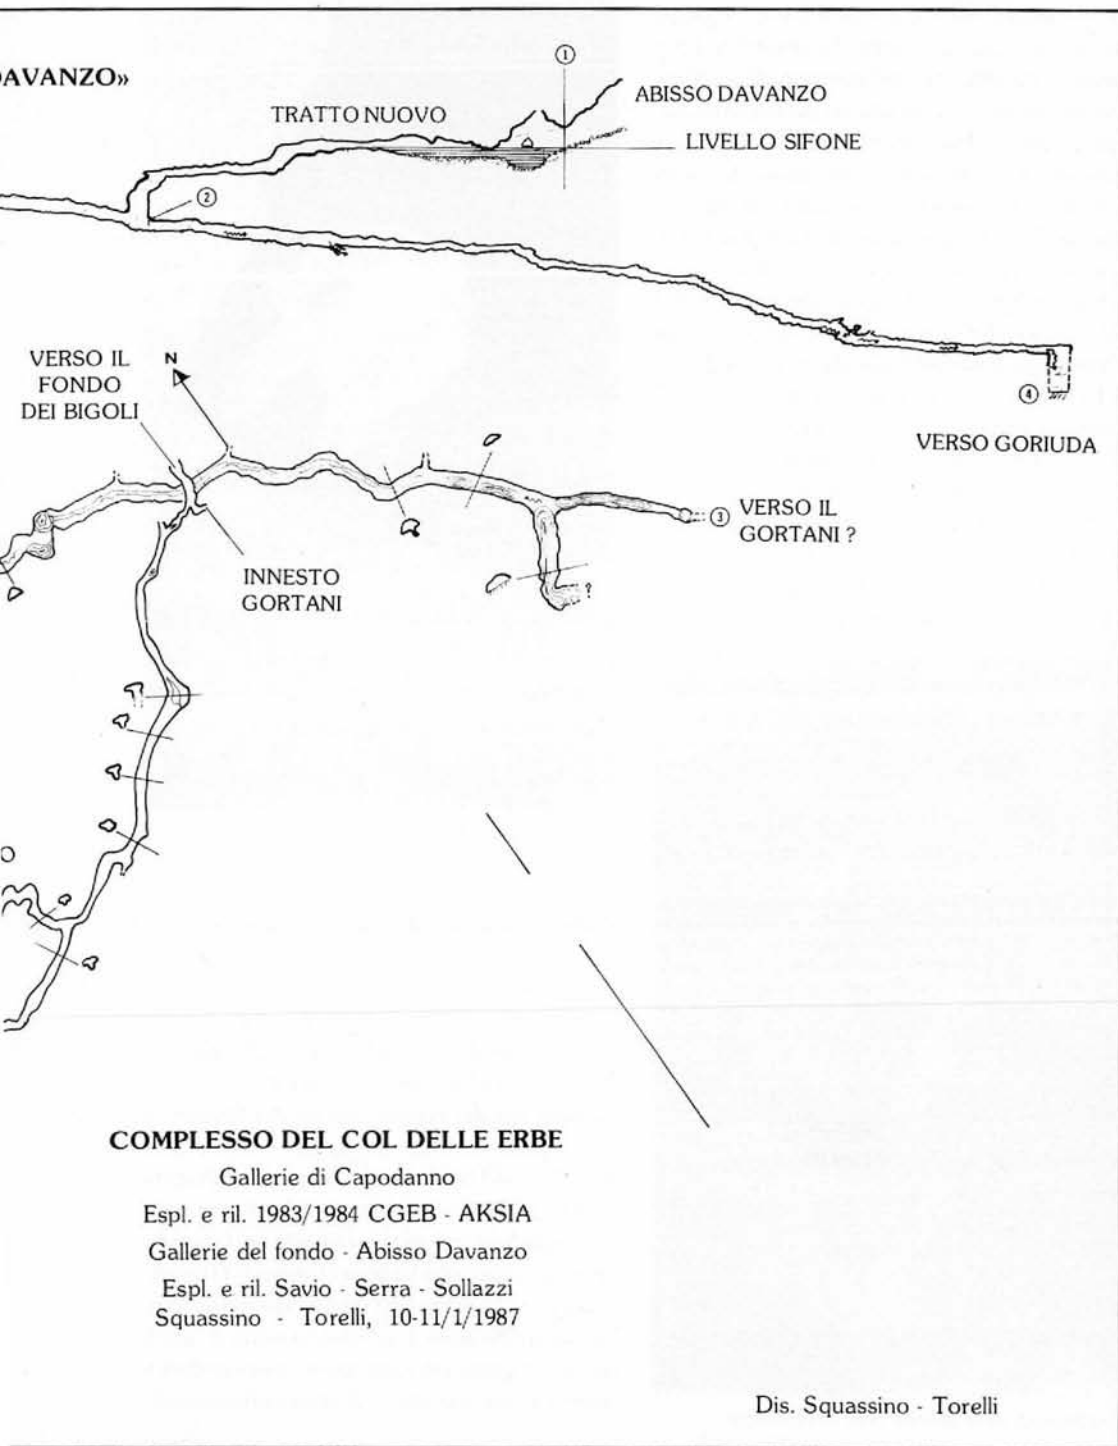 ①
AVANZO»
ABISSO DAVANZO
TRATTO NUOVO
LIVELLO SIFONE
②
④
VERSO GORIUDA
VERSO IL
FONDO
DEI BIGOLI
N
③ VERSO IL
GORTANI ?
INNESTO
GORTANI
?
O
COMPLESSO DEL COL DELLE ERBE
Gallerie di Capodanno
Espl. e ril. 1983/1984 CGEB - AKSIA
Gallerie del fondo - Abisso Davanzo
Espl. e ril. Savio - Serra - Sollazzi
Squassino - Torelli, 10-11/1/1987
Dis. Squassino - Torelli